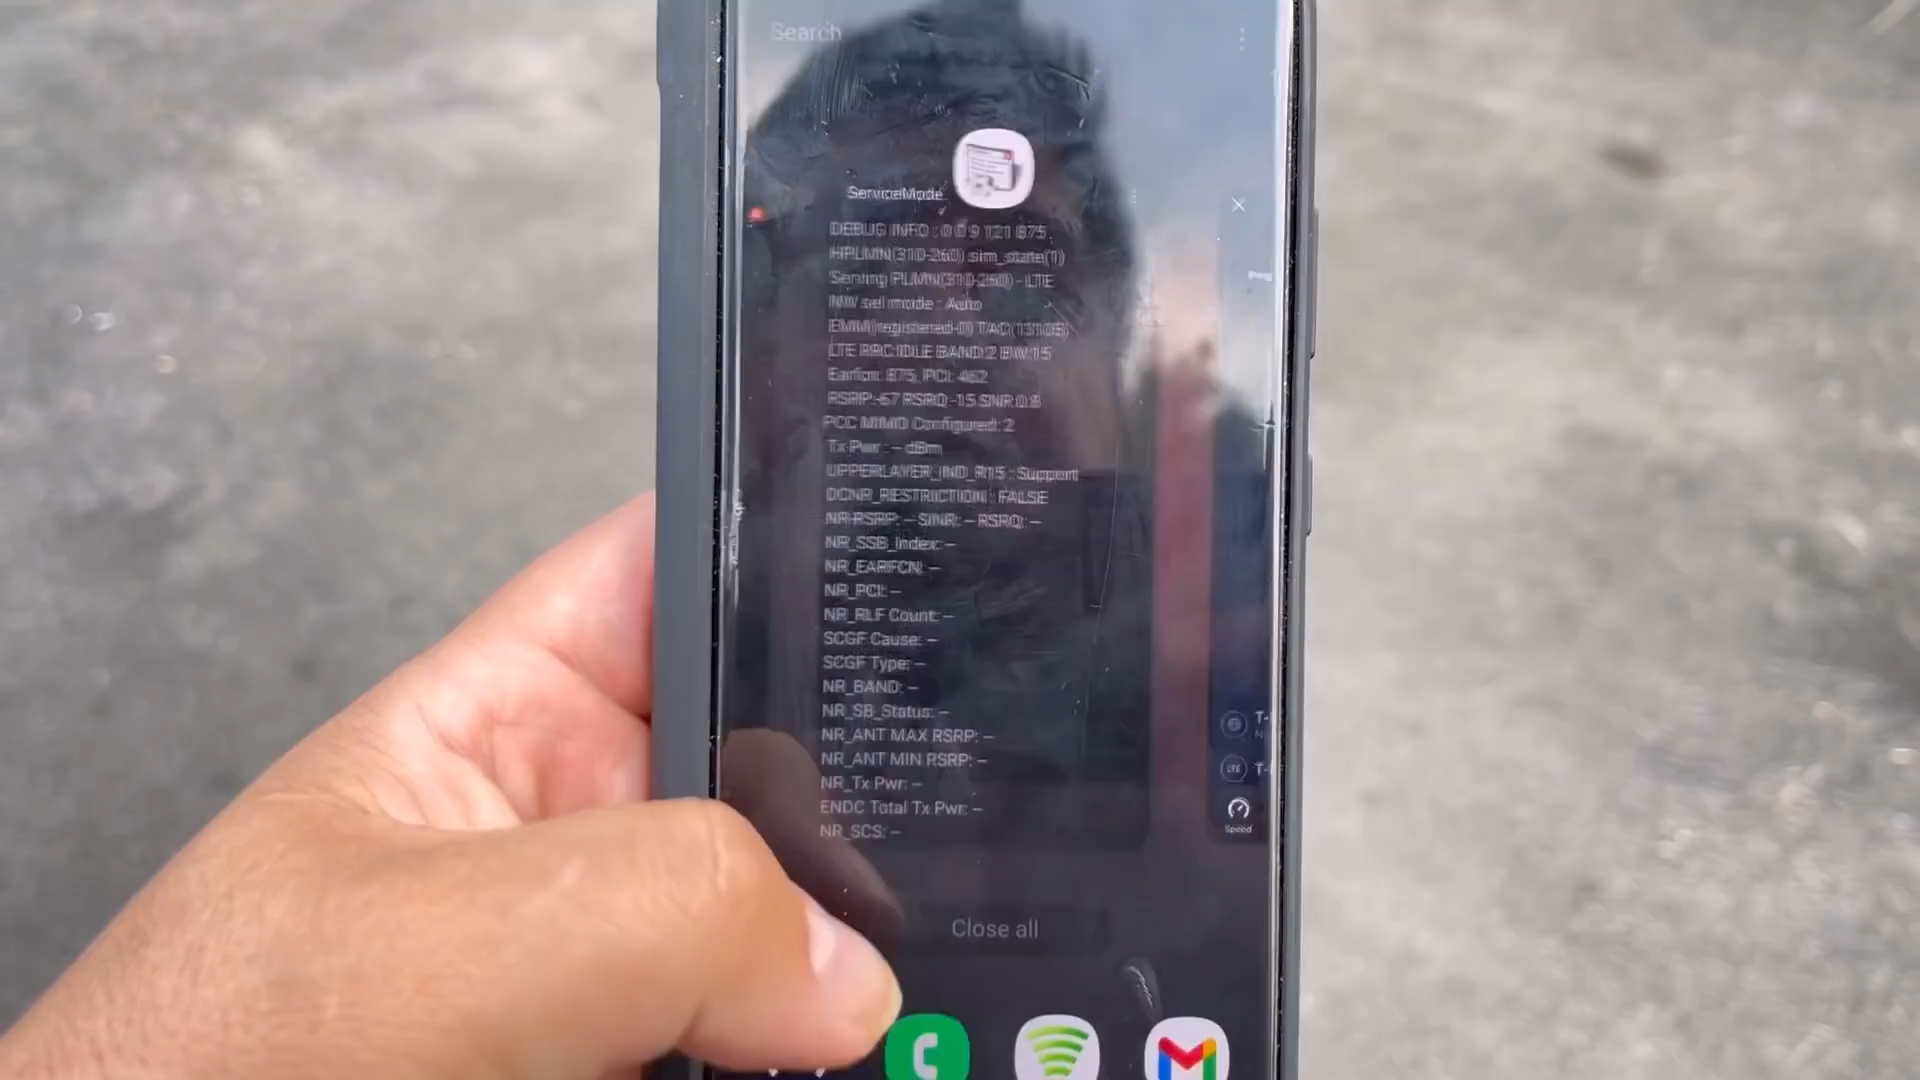 Search
ServiceMode
DEBUG INFO : 0 0 9 121 875
HPLMN(310-260) sim_state(1)
Serving PLMN(310-260) - LTE
NW sel mode : Auto
EMM(registered-0)
LTE RRC:IDLE BAND:2 BW:15
Earfcn: 875, PCI: 462
RSRP:-67 RSRQ:-15 SNR:0.8
PCC MIMO Configured: 2
Tx Pwr : -- dBm
UPPERLAYER_IND_R15 : Support
DCNR_RESTRICTION : FALSE
NR RSRP: -- SINR: -- RSRQ: --
NR_SSB_Index: --
NR_EARFCN: --
NR_PCI: --
NR_RLF Count: --
SCGF Cause: --
SCGF Type: --
NR_BAND: --
NR_SB_Status: --
NR_ANT MAX RSRP: --
NR_ANT MIN RSRP: --
NR_Tx Pwr: --
ENDC Total Tx Pwr: --
NR_SCS: --
T-
LTE T-
Speed
Close all